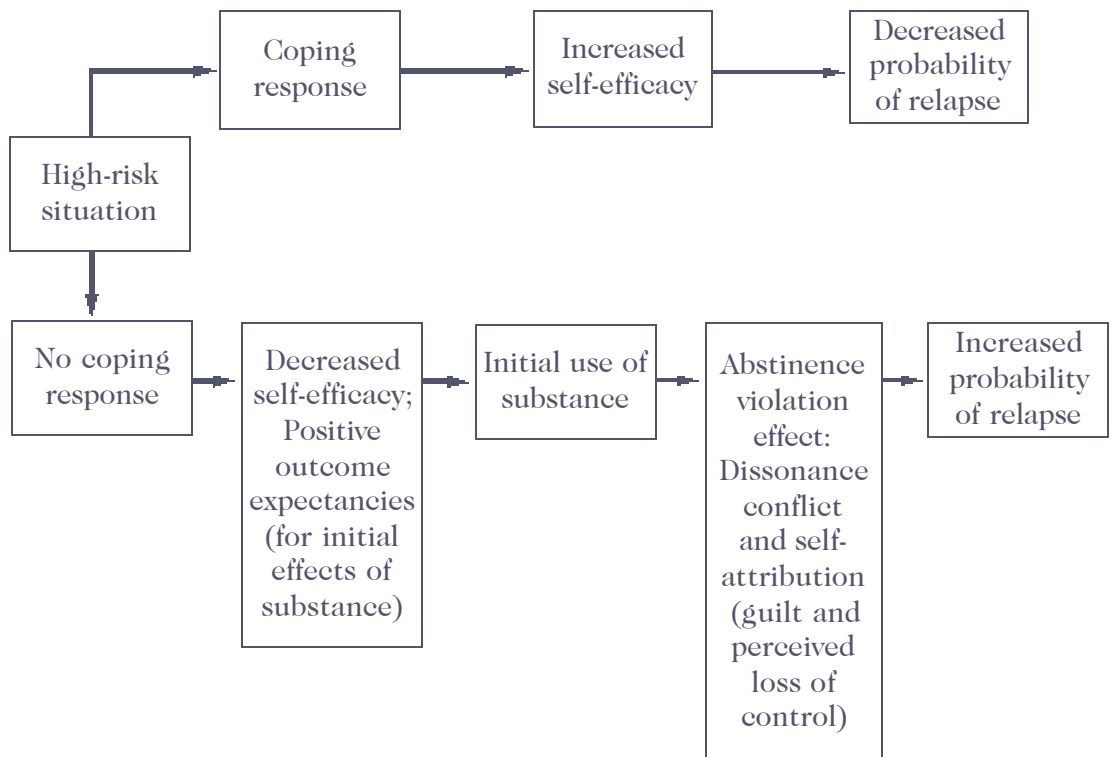 Coping
response
Increased
self-efficacy
Decreased
probability
of relapse
High-risk
situation
No coping
response
Decreased
self-efficacy;
Positive
outcome
expectancies
(for initial
effects of
substance)
Initial use of
substance
Abstinence
violation
effect:
Dissonance
conflict
and self-
attribution
(guilt and
perceived
loss of
control)
Increased
probability
of relapse